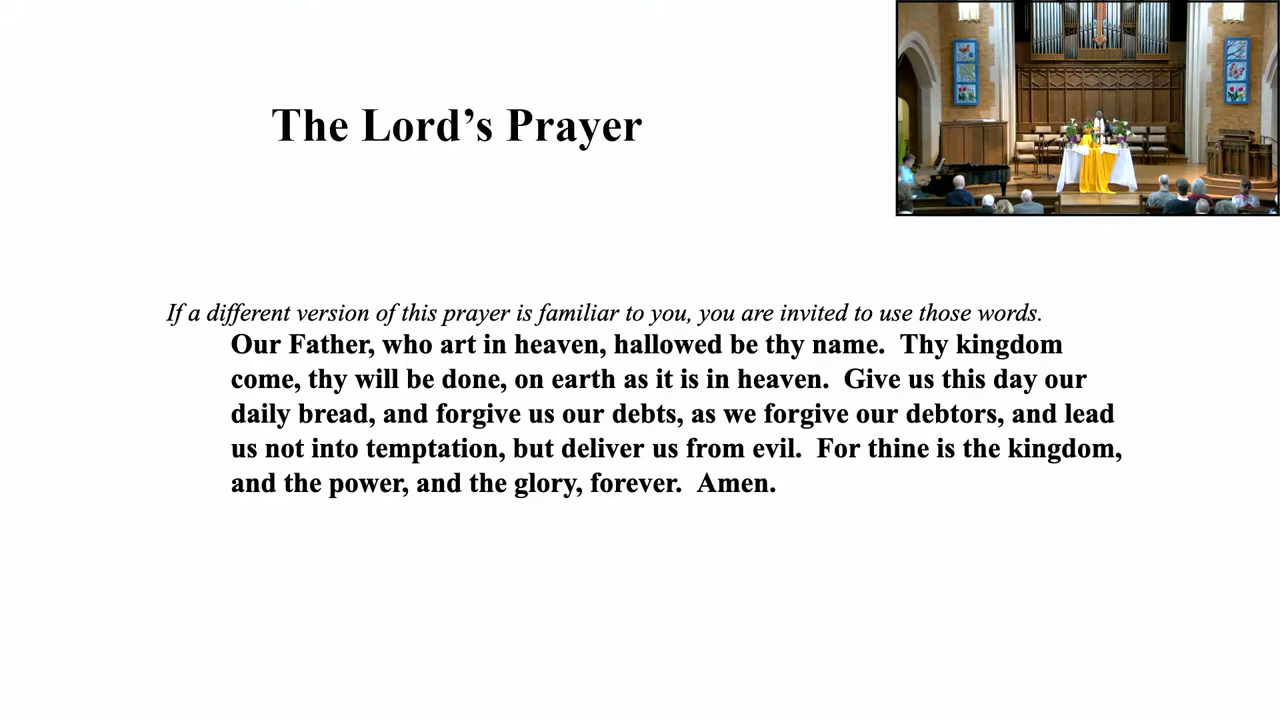 The Lord’s Prayer
If a different version of this prayer is familiar to you, you are invited to use those words.
Our Father, who art in heaven, hallowed be thy name.  Thy kingdom
come, thy will be done, on earth as it is in heaven.  Give us this day our
daily bread, and forgive us our debts, as we forgive our debtors, and lead
us not into temptation, but deliver us from evil.  For thine is the kingdom,
and the power, and the glory, forever.  Amen.